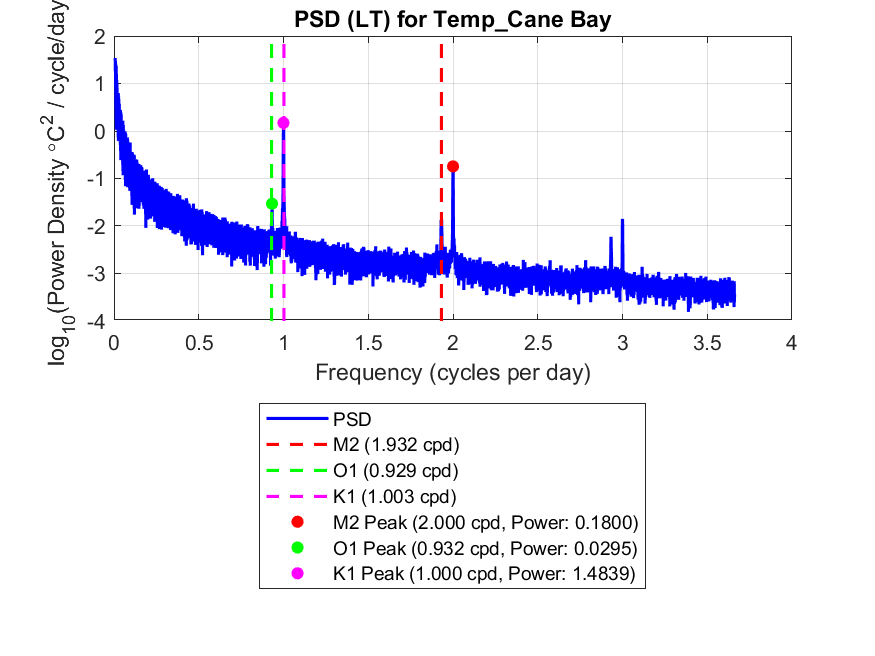 PSD (LT) for Temp_Cane Bay
log10(Power Density °C2 / cycle/day
2
1
0
-1
-2
-3
-4
0 0.5 1 1.5 2 2.5 3 3.5 4
Frequency (cycles per day)
PSD
M2 (1.932 cpd)
O1 (0.929 cpd)
K1 (1.003 cpd)
M2 Peak (2.000 cpd, Power: 0.1800)
O1 Peak (0.932 cpd, Power: 0.0295)
K1 Peak (1.000 cpd, Power: 1.4839)